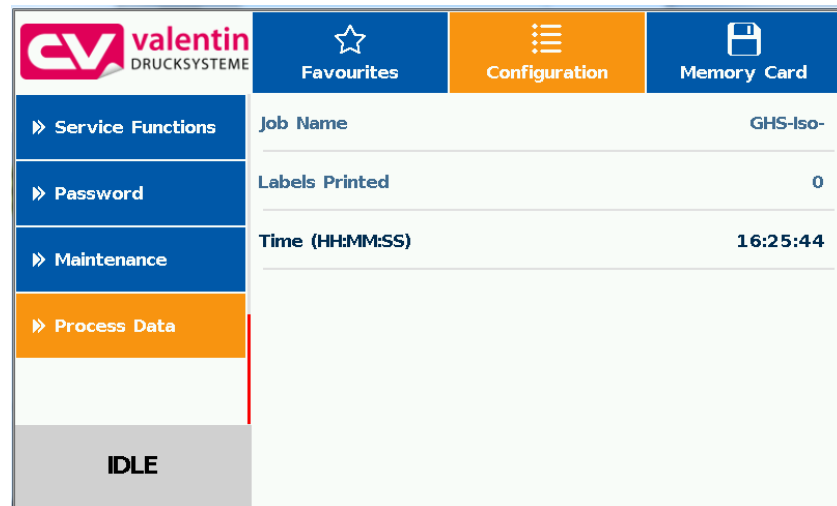 CV valentin
DRUCKSYSTEME
Favourites
Configuration
Memory Card
Service Functions
Password
Maintenance
Process Data
IDLE
Job Name GHS-Iso-
Labels Printed 0
Time (HH:MM:SS) 16:25:44